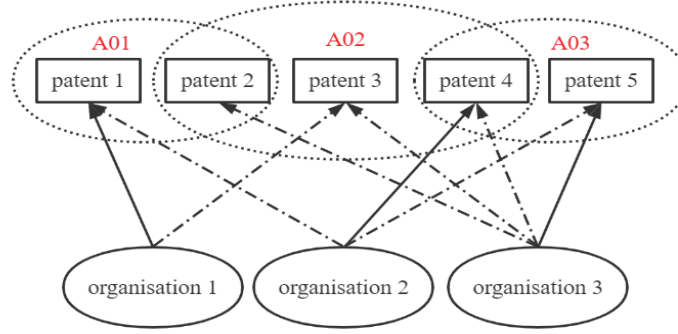 A01 A02 A03
patent 1 patent 2 patent 3 patent 4 patent 5
organisation 1 organisation 2 organisation 3